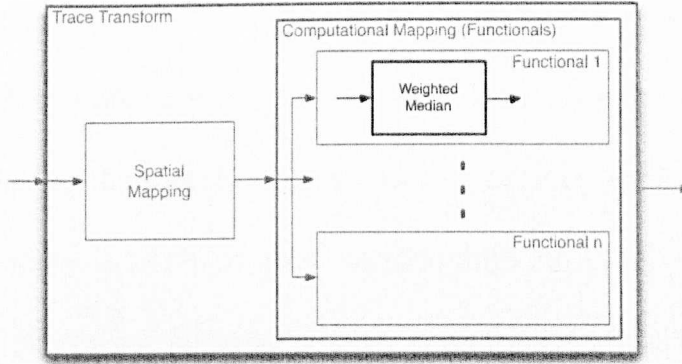 Trace Transform
Computational Mapping (Functionals)
Functional 1
Weighted
Median
Spatial
Mapping
Functional n